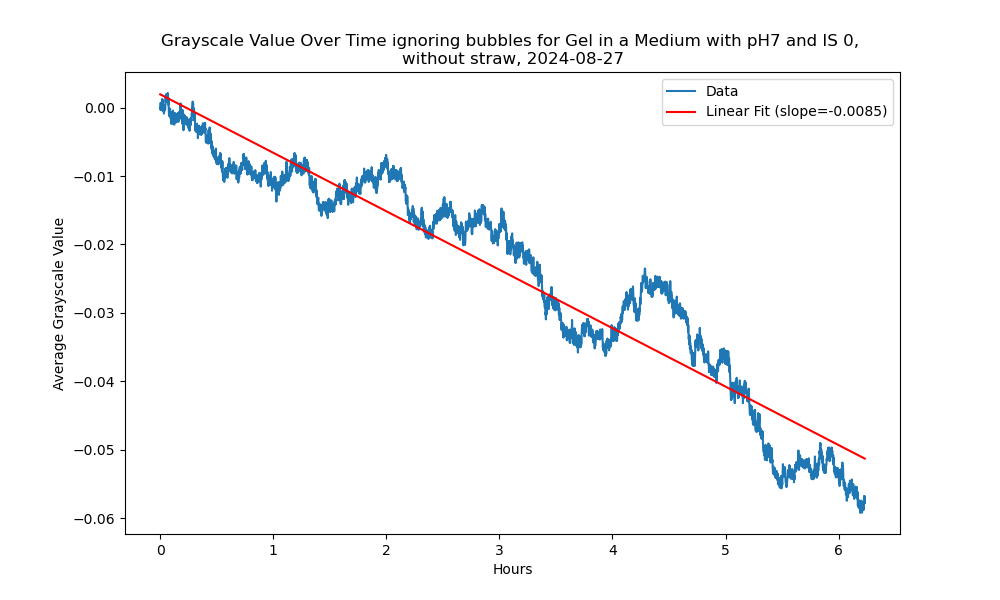 Grayscale Value Over Time ignoring bubbles for Gel in a Medium with pH7 and IS 0,
without straw, 2024-08-27
Data
Linear Fit (slope=-0.0085)
0.00
−0.01
−0.02
−0.03
−0.04
−0.05
−0.06
Average Grayscale Value
0 1 2 3 4 5 6
Hours